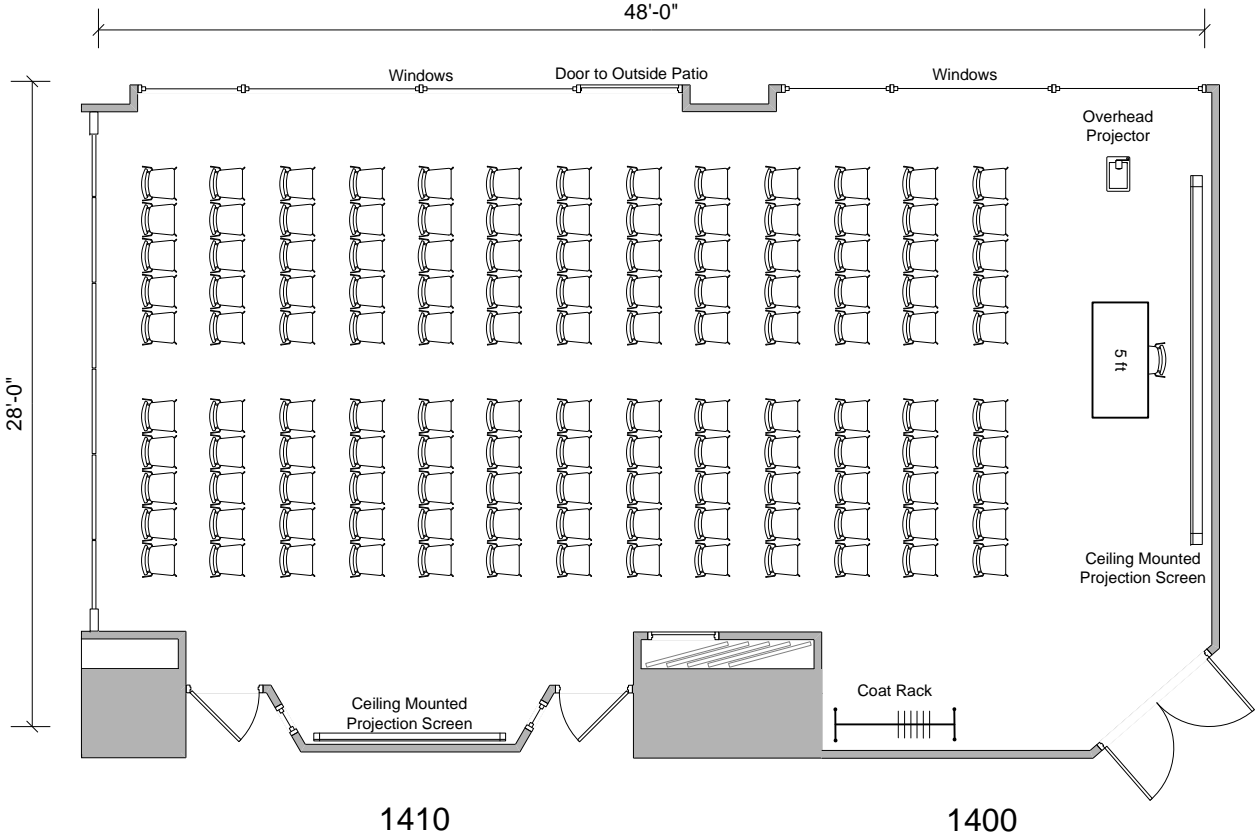 48'-0"
Windows
Door to Outside Patio
Windows
Overhead
Projector
28'-0"
5 ft
Ceiling Mounted
Projection Screen
Coat Rack
Ceiling Mounted
Projection Screen
1410
1400